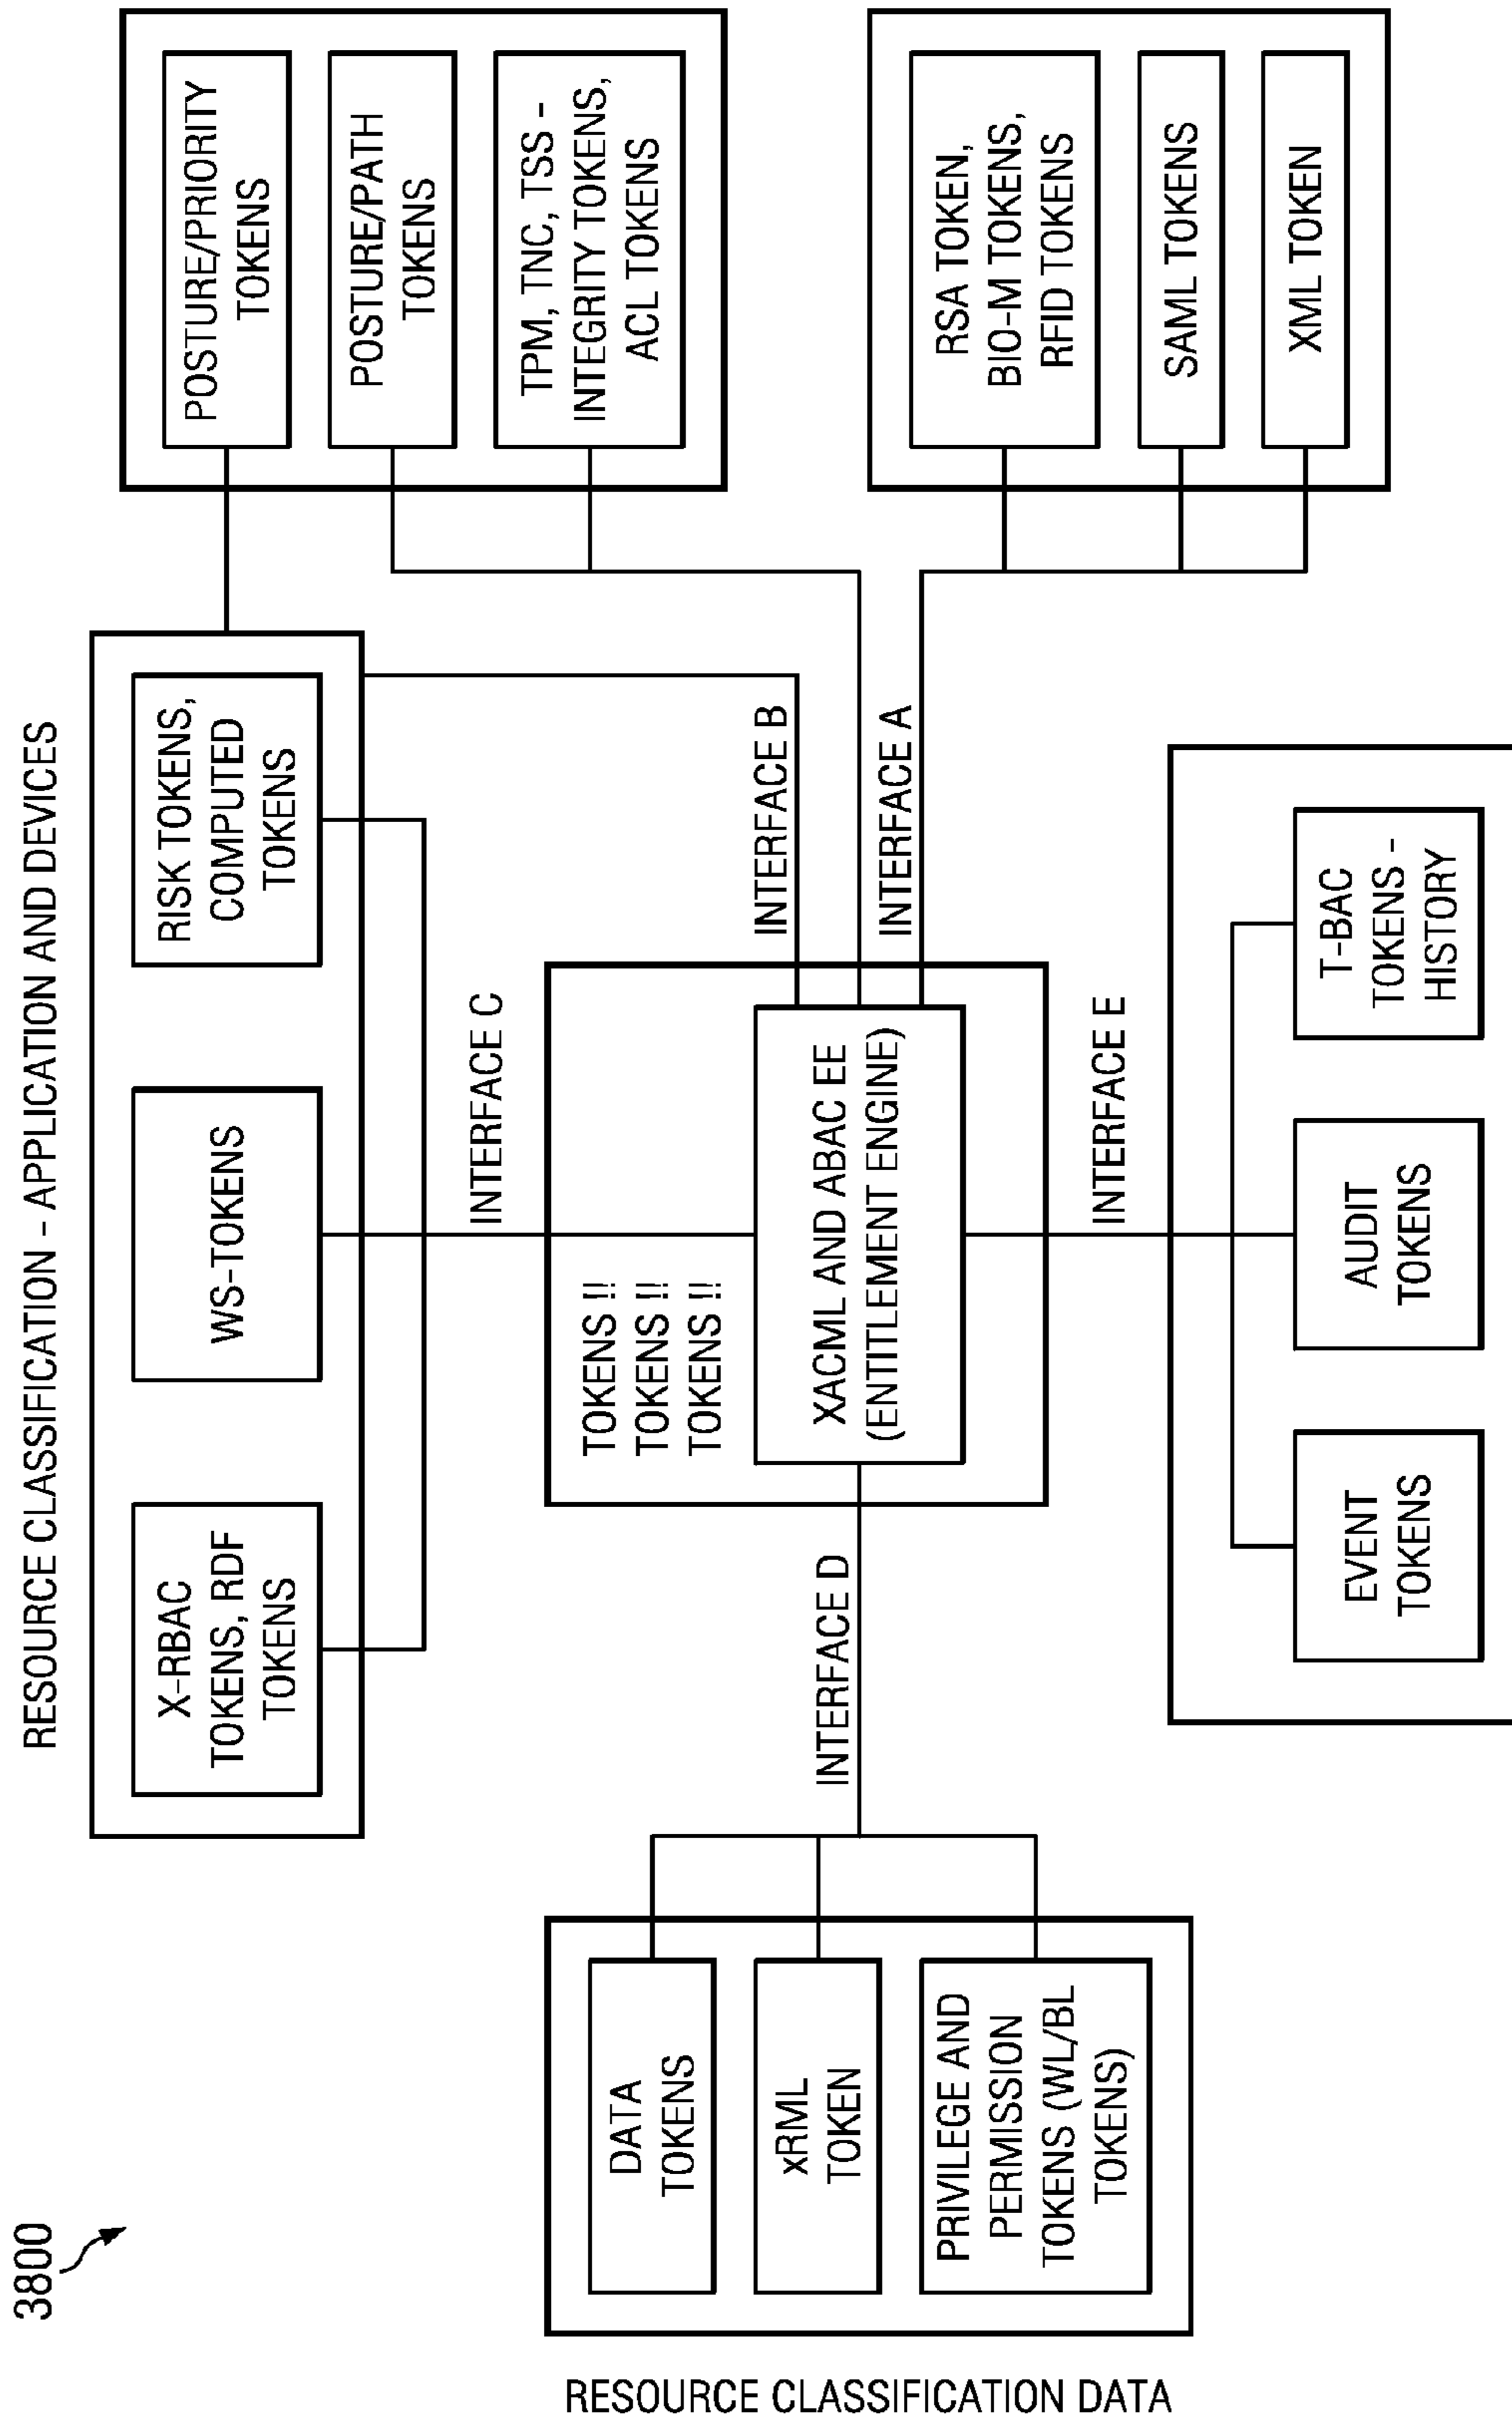 3800
RESOURCE CLASSIFICATION - APPLICATION AND DEVICES
X-RBAC
TOKENS, RDF
TOKENS
WS-TOKENS
RISK TOKENS,
COMPUTED
TOKENS
POSTURE/PRIORITY
TOKENS
POSTURE/PATH
TOKENS
TPM, TNC, TSS -
INTEGRITY TOKENS,
ACL TOKENS
INTERFACE C
INTERFACE B
INTERFACE A
TOKENS !!
TOKENS !!
TOKENS !!
XACML AND ABAC EE
(ENTITLEMENT ENGINE)
INTERFACE D
INTERFACE E
DATA
TOKENS
xRML
TOKEN
PRIVILEGE AND
PERMISSION
TOKENS (WL/BL
TOKENS)
RESOURCE CLASSIFICATION DATA
RSA TOKEN,
BIO-M TOKENS,
RFID TOKENS
SAML TOKENS
XML TOKEN
EVENT
TOKENS
AUDIT
TOKENS
T-BAC
TOKENS -
HISTORY